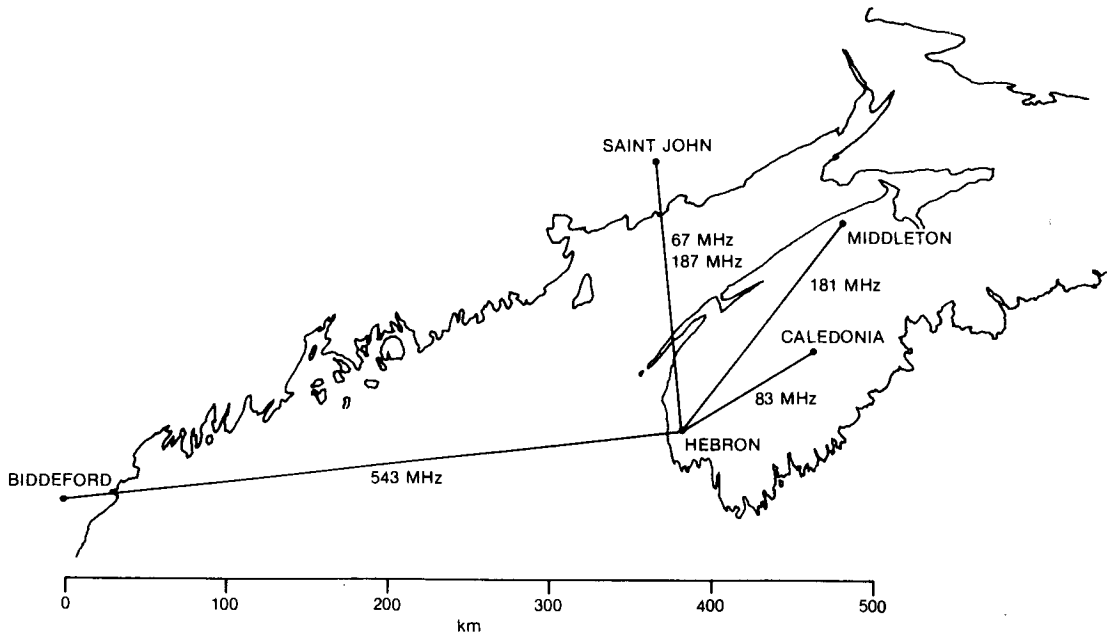 SAINT JOHN
67 MHz
187 MHz
MIDDLETON
181 MHz
CALEDONIA
83 MHz
HEBRON
BIDDEFORD
543 MHz
0 100 200 300 400 500
km